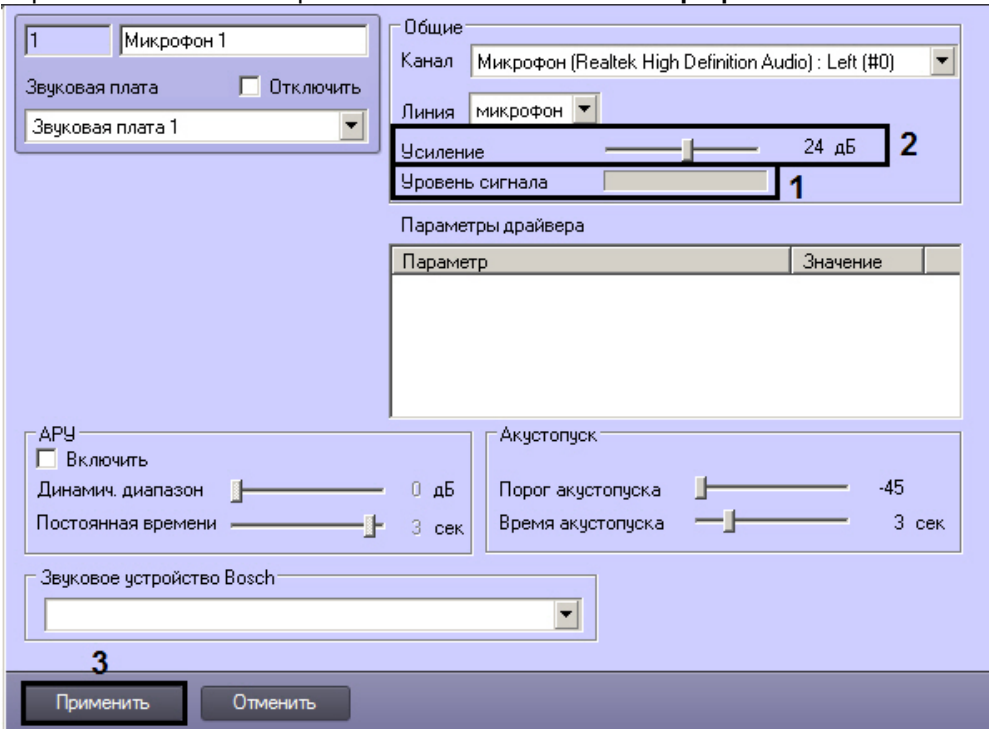 1
Микрофон 1
Звуковая плата
Отключить
Звуковая плата 1
Общие
Канал Микрофон (Realtek High Definition Audio) : Left (#0)
Линия микрофон
Усиление 24 дБ 2
Уровень сигнала 1
Параметры драйвера
Параметр Значение
АРУ
Включить
Динамич. диапазон 0 дБ
Постоянная времени 3 сек
Акустопуск
Порог акустопуска -45
Время акустопуска 3 сек
Звуковое устройство Bosch
3
Применить Отменить